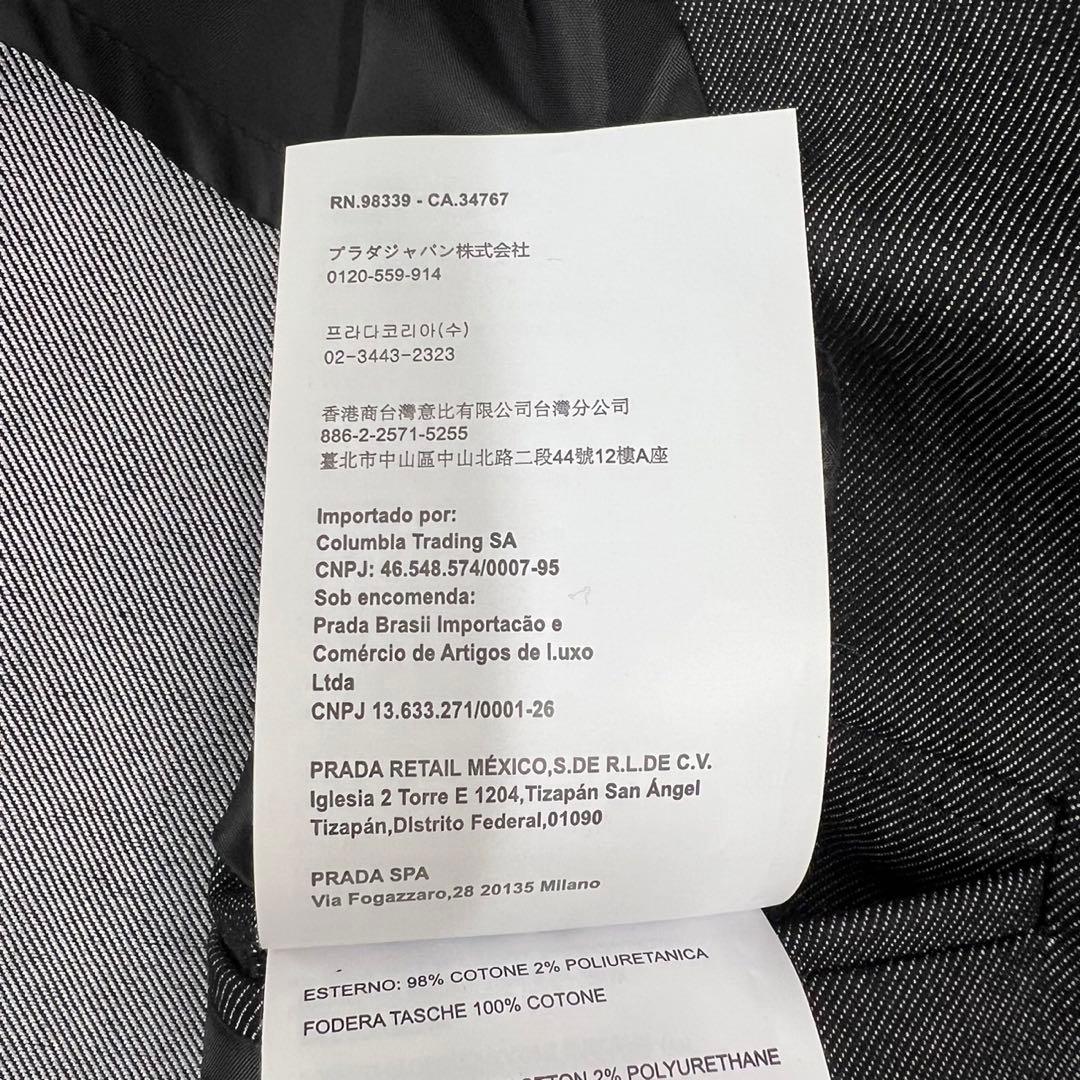 RN.98339 - CA.34767
プラダジャパン株式会社
0120-559-914
프라다코리아(수)
02-3443-2323
香港商台灣意比有限公司台灣分公司
886-2-2571-5255
臺北市中山區中山北路二段44號12樓A座
Importado por:
Columbla Trading SA
CNPJ: 46.548.574/0007-95
Sob encomenda:
Prada Brasii Importacão e
Comércio de Artigos de l.uxo
Ltda
CNPJ 13.633.271/0001-26
PRADA RETAIL MÉXICO,S.DE R.L.DE C.V.
Iglesia 2 Torre E 1204,Tizapán San Ángel
Tizapán,DIstrito Federal,01090
PRADA SPA
Via Fogazzaro,28 20135 Milano
ESTERNO: 98% COTONE 2% POLIURETANICA
FODERA TASCHE 100% COTONE
2% POLYURETHANE